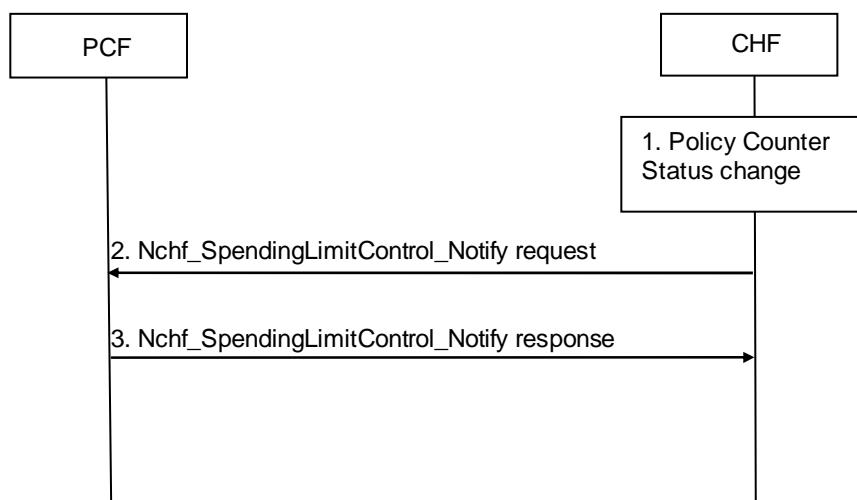 PCF
CHF
1. Policy Counter
Status change
2. Nchf_SpendingLimitControl_Notify request
3. Nchf_SpendingLimitControl_Notify response